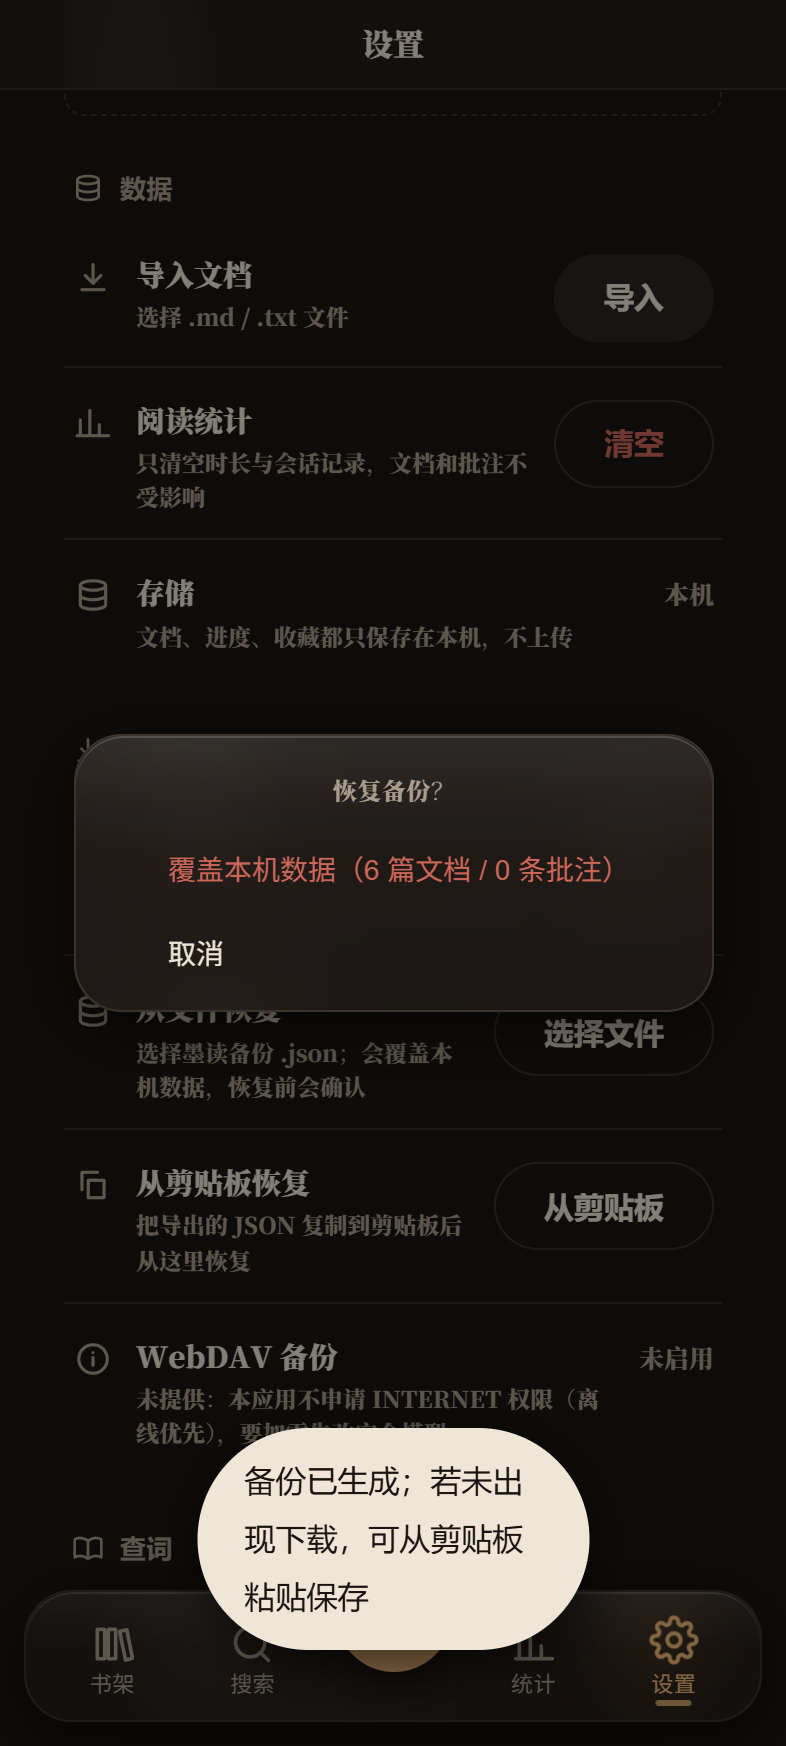 设置
数据
导入文档
选择 .md / .txt 文件
导入
阅读统计
只清空时长与会话记录，文档和批注不
受影响
清空
存储
文档、进度、收藏都只保存在本机，不上传
本机
恢复备份？
覆盖本机数据（6 篇文档 / 0 条批注）
取消
从文件恢复
选择墨读备份 .json；会覆盖本
机数据，恢复前会确认
选择文件
从剪贴板恢复
把导出的 JSON 复制到剪贴板后
从这里恢复
从剪贴板
WebDAV 备份
未提供：本应用不申请 INTERNET 权限（离
线优先），要加
未启用
备份已生成；若未出
现下载，可从剪贴板
粘贴保存
查词
书架
搜索
统计
设置